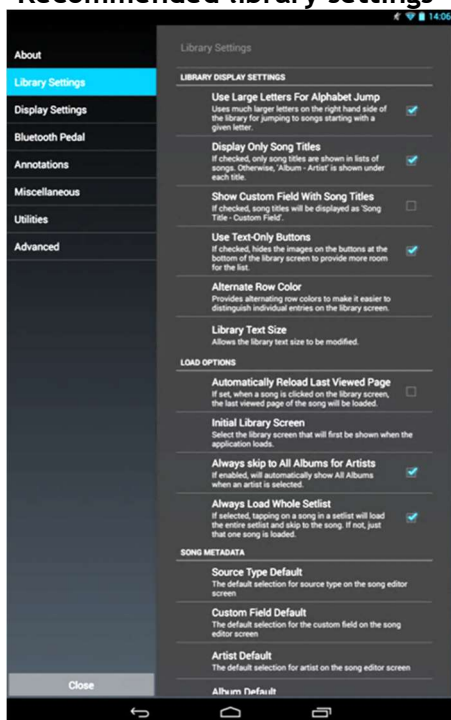 Recommended library settings
14:06
About
Library Settings
Display Settings
Bluetooth Pedal
Annotations
Miscellaneous
Utilities
Advanced
Close
Library Settings
LIBRARY DISPLAY SETTINGS
Use Large Letters For Alphabet Jump
Uses much larger letters on the right hand side of
the library for jumping to songs starting with a
given letter.
Display Only Song Titles
If checked, only song titles are shown in lists of
songs. Otherwise, 'Album - Artist' is shown under
each title.
Show Custom Field With Song Titles
If checked, song titles will be displayed as 'Song
Title - Custom Field'.
Use Text-Only Buttons
If checked, hides the images on the buttons at the
bottom of the library screen to provide more room
for the list.
Alternate Row Color
Provides alternating row colors to make it easier to
distinguish individual entries on the library screen.
Library Text Size
Allows the library text size to be modified.
LOAD OPTIONS
Automatically Reload Last Viewed Page
If set, when a song is clicked on the library screen,
the last viewed page of the song will be loaded.
Initial Library Screen
Select the library screen that will first be shown when the
application loads.
Always skip to All Albums for Artists
If enabled, will automatically show All Albums
when an artist is selected.
Always Load Whole Setlist
If selected, tapping on a song in a setlist will load
the entire setlist and skip to the song. If not, just
that one song is loaded.
SONG METADATA
Source Type Default
The default selection for source type on the song editor
screen
Custom Field Default
The default selection for the custom field on the song
editor screen
Artist Default
The default selection for artist on the song editor screen
Album Default